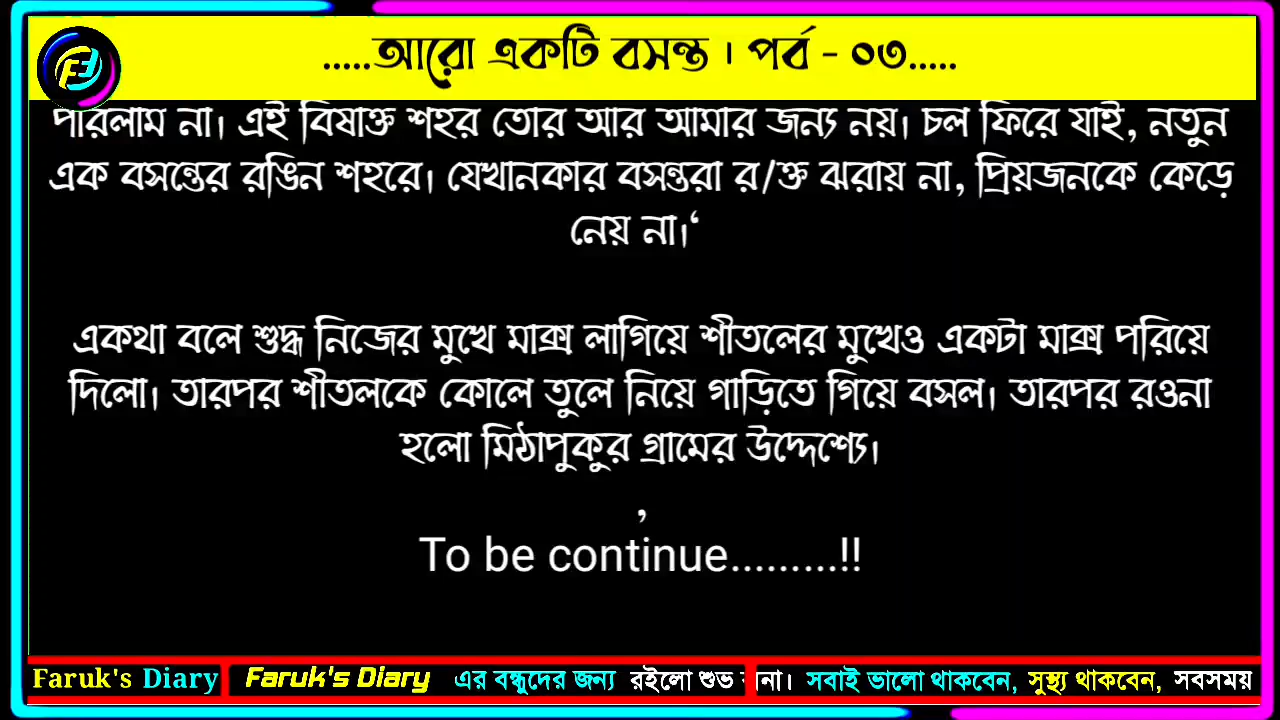 .....আরো একটি বসন্ত । পর্ব - ০৩.....
পারলাম না। এই বিষাক্ত শহর তোর আর আমার জন্য নয়। চল ফিরে যাই, নতুন
এক বসন্তের রঙিন শহরে। যেখানকার বসন্তরা র/ক্ত ঝরায় না, প্রিয়জনকে কেড়ে
নেয় না।‘
একথা বলে শুদ্ধ নিজের মুখে মাক্স লাগিয়ে শীতলের মুখেও একটা মাক্স পরিয়ে
দিলো। তারপর শীতলকে কোলে তুলে নিয়ে গাড়িতে গিয়ে বসল। তারপর রওনা
হলো মিঠাপুকুর গ্রামের উদ্দেশ্যে।
,
To be continue.........!!
Faruk's Diary Faruk's Diary এর বন্ধুদের জন্য রইলো শুভ না। সবাই ভালো থাকবেন, সুস্থ্য থাকবেন, সবসময়